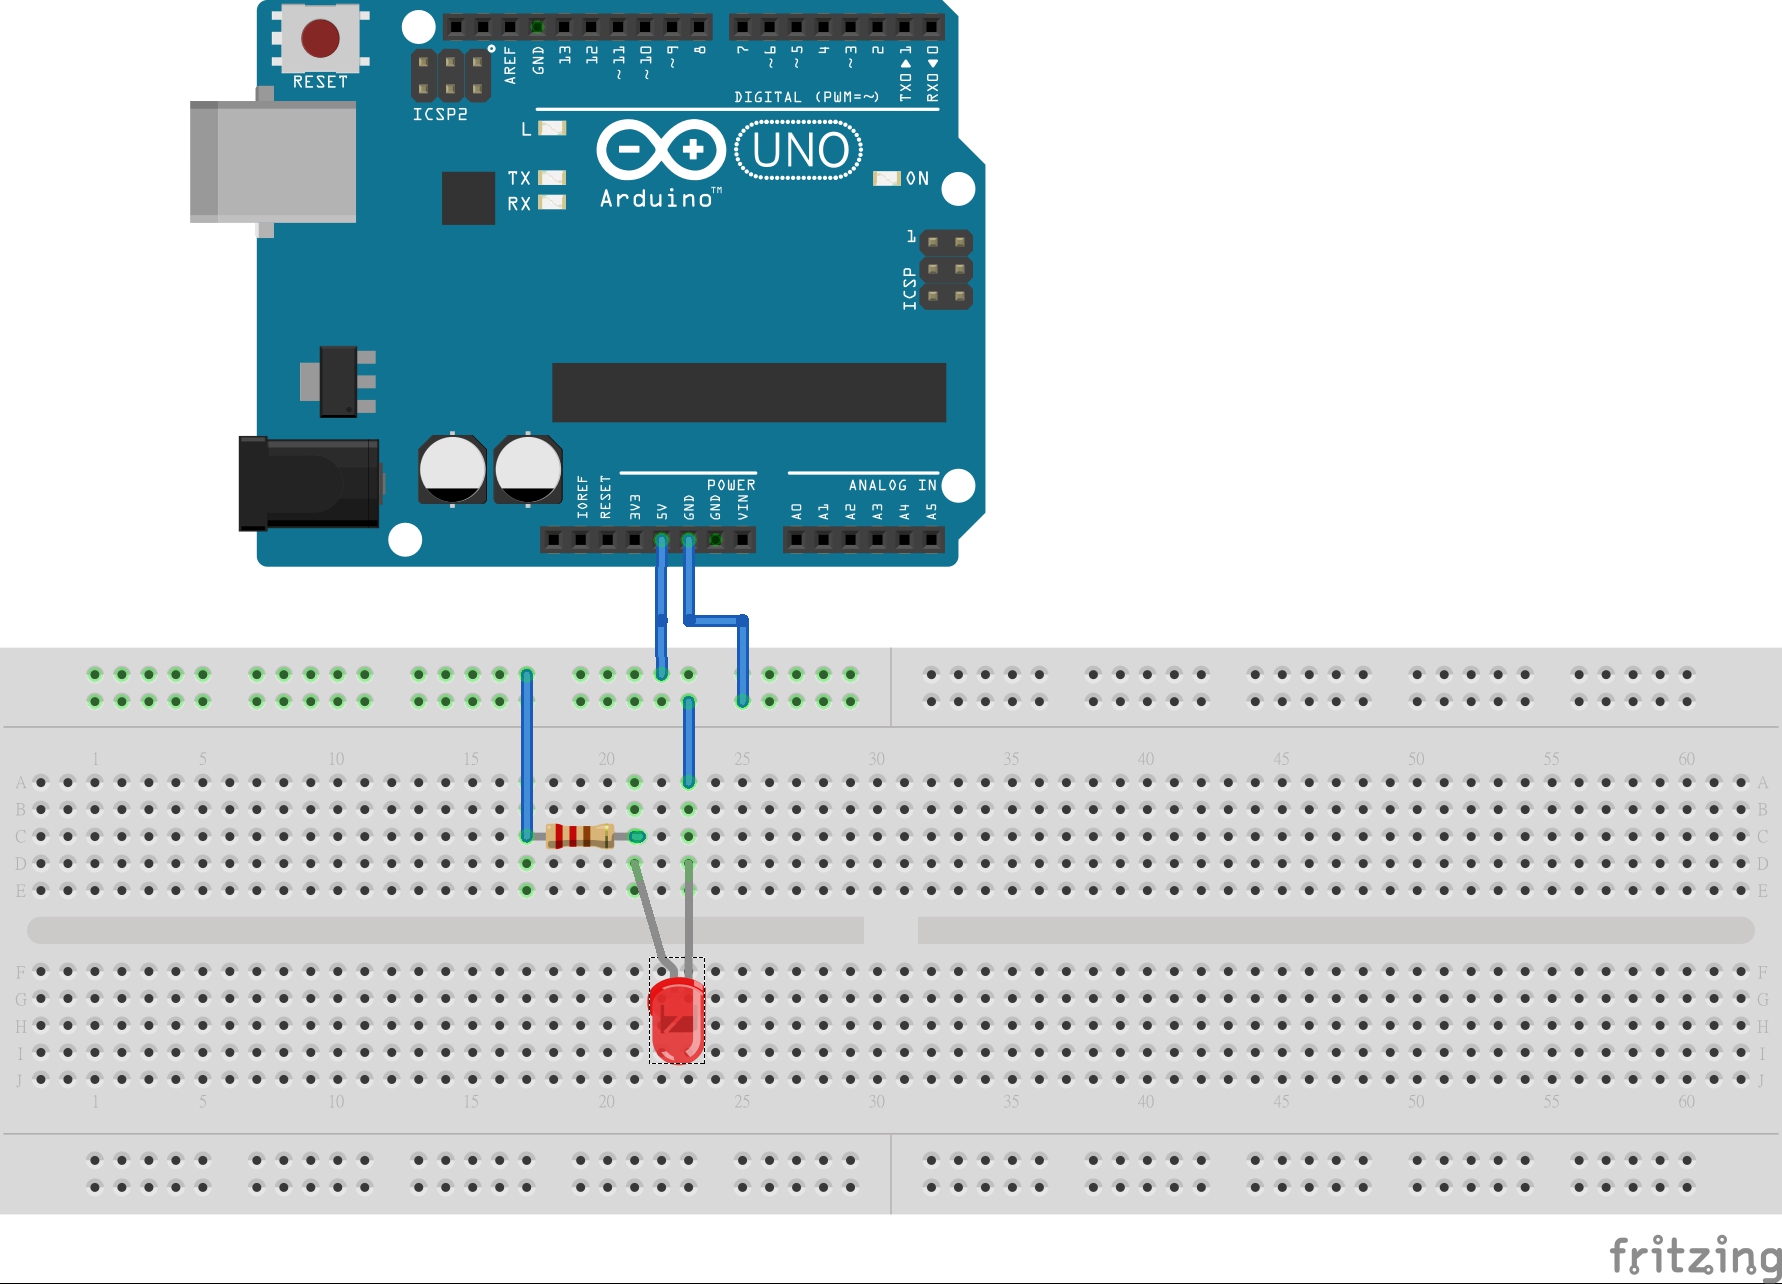 RESET
ICSP2
AREF
GND
13
12
~11
~10
~9
8
7
~6
~5
4
~3
2
TX0▶1
RX0◀0
DIGITAL (PWM=~)
L
TX
RX
Arduino™
UNO
ON
1
ICSP
POWER
ANALOG IN
IOREF
RESET
3V3
5V
GND
GND
VIN
A0
A1
A2
A3
A4
A5
1 5 10 15 20 25 30 35 40 45 50 55 60
A A
B B
C C
D D
E E
F F
G G
H H
I I
J J
1 5 10 15 20 25 30 35 40 45 50 55 60
fritzing